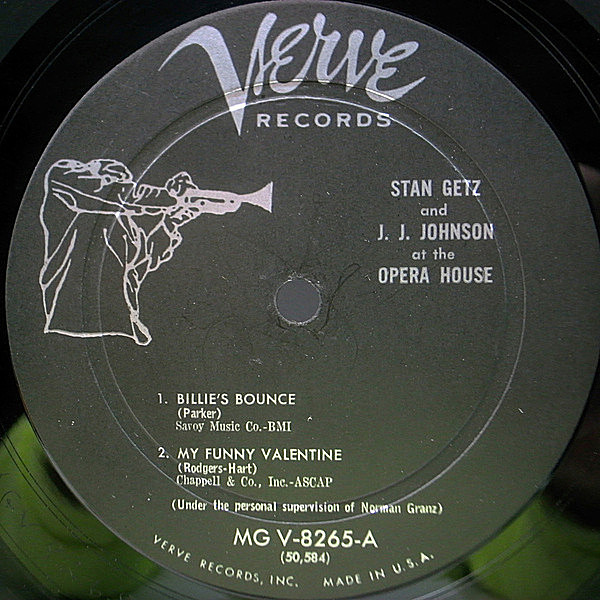 Verve
RECORDS
STAN GETZ
and
J. J. JOHNSON
at the
OPERA HOUSE
1. BILLIE'S BOUNCE
(Parker)
Savoy Music Co.-BMI
2. MY FUNNY VALENTINE
(Rodgers-Hart)
Chappell & Co., Inc.-ASCAP
(Under the personal supervision of Norman Granz)
MG V-8265-A
(50,584)
VERVE RECORDS, INC. MADE IN U.S.A.